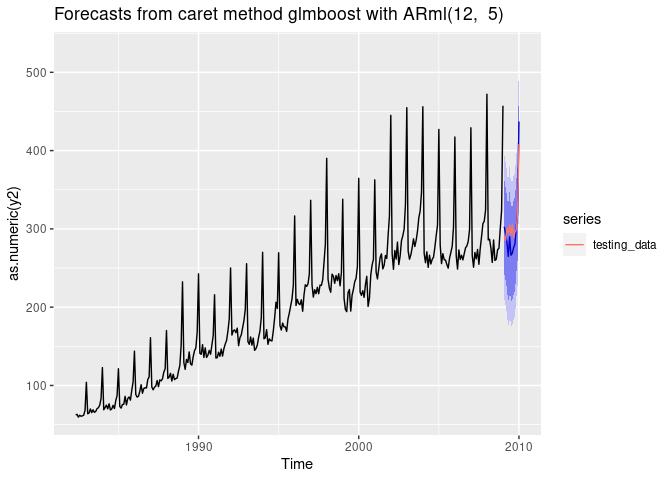 Forecasts from caret method glmboost with ARml(12,  5)
500
400
300
200
100
as.numeric(y2)
1990
2000
2010
Time
series
testing_data